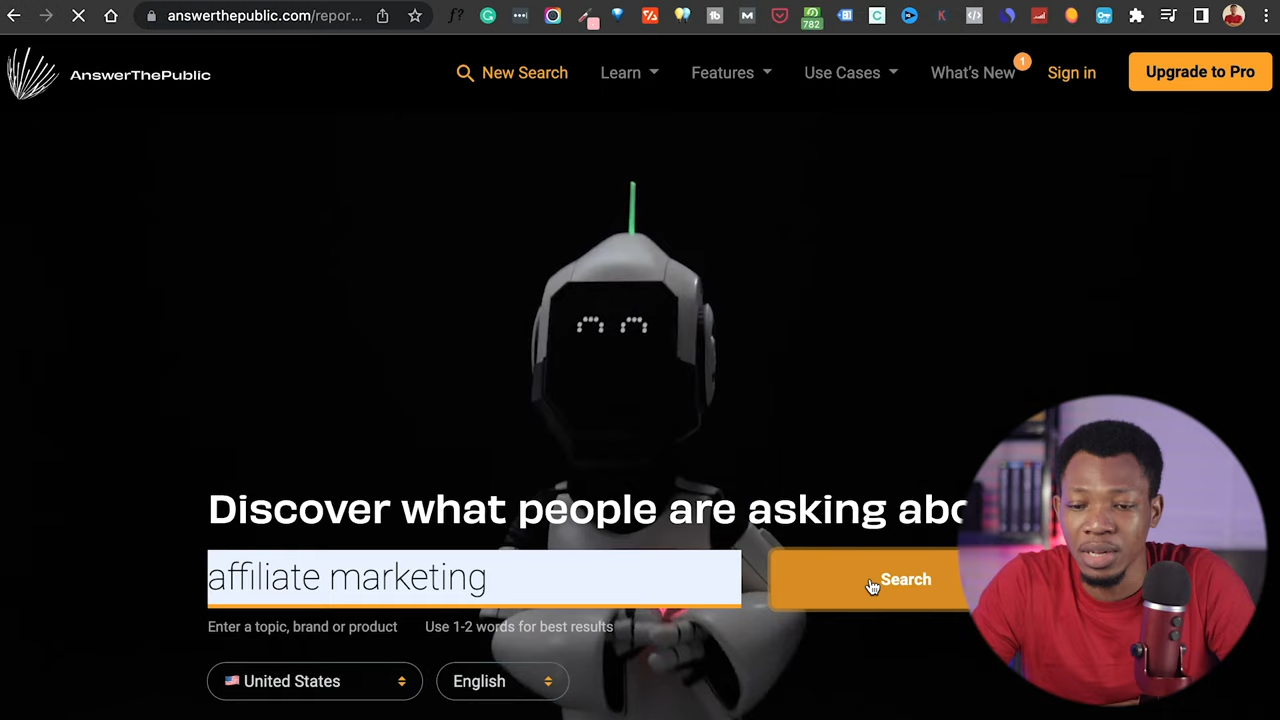 answerthepublic.com/repor...
782
AnswerThePublic
New Search
Learn
Features
Use Cases
What's New
1
Sign in
Upgrade to Pro
Discover what people are asking abo
affiliate marketing
Search
Enter a topic, brand or product
Use 1-2 words for best results
United States
English